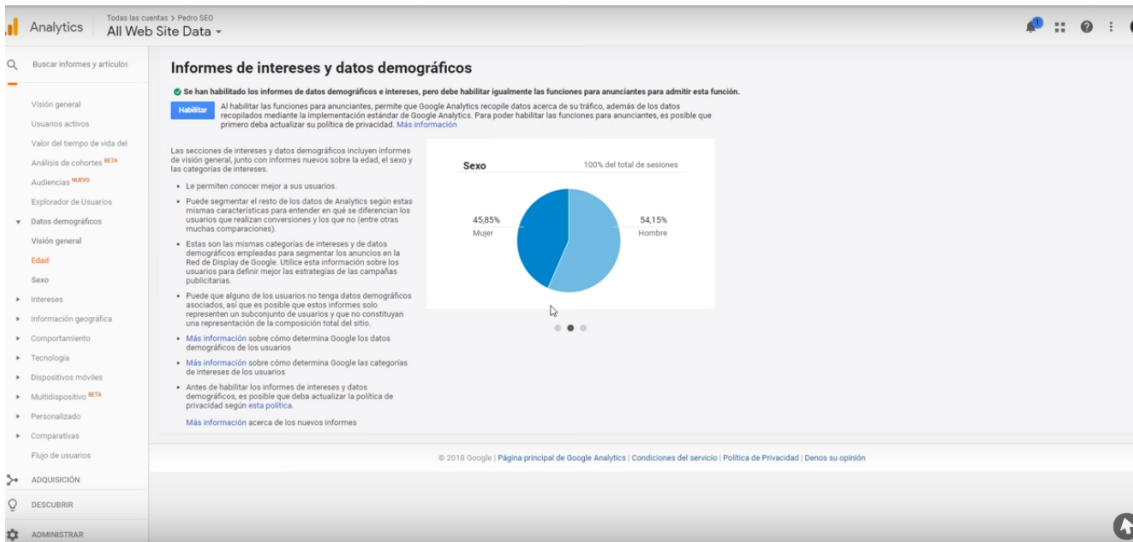 Todas las cuentas > Pedro SEO
Analytics
All Web Site Data
1
Buscar informes y artículos
Visión general
Usuarios activos
Valor del tiempo de vida del
Análisis de cohortes BETA
Audiencias NUEVO
Explorador de Usuarios
Datos demográficos
Visión general
Edad
Sexo
Intereses
Información geográfica
Comportamiento
Tecnología
Dispositivos móviles
Multidispositivo BETA
Personalizado
Comparativas
Flujo de usuarios
ADQUISICIÓN
DESCUBRIR
ADMINISTRAR
Informes de intereses y datos demográficos
Se han habilitado los informes de datos demográficos e intereses, pero debe habilitar igualmente las funciones para anunciantes para admitir esta función.
Habilitar
Al habilitar las funciones para anunciantes, permite que Google Analytics recopile datos acerca de su tráfico, además de los datos
recopilados mediante la implementación estándar de Google Analytics. Para poder habilitar las funciones para anunciantes, es posible que
primero deba actualizar su política de privacidad. Más información
Las secciones de intereses y datos demográficos incluyen informes
de visión general, junto con informes nuevos sobre la edad, el sexo y
las categorías de intereses.
• Le permiten conocer mejor a sus usuarios.
• Puede segmentar el resto de los datos de Analytics según estas
mismas características para entender en qué se diferencian los
usuarios que realizan conversiones y los que no (entre otras
muchas comparaciones).
• Estas son las mismas categorías de intereses y de datos
demográficos empleadas para segmentar los anuncios en la
Red de Display de Google. Utilice esta información sobre los
usuarios para definir mejor las estrategias de las campañas
publicitarias.
• Puede que alguno de los usuarios no tenga datos demográficos
asociados, así que es posible que estos informes solo
representen un subconjunto de usuarios y que no constituyan
una representación de la composición total del sitio.
• Más información sobre cómo determina Google los datos
demográficos de los usuarios
• Más información sobre cómo determina Google las categorías
de intereses de los usuarios
• Antes de habilitar los informes de intereses y datos
demográficos, es posible que deba actualizar la política de
privacidad según esta política.
Más información acerca de los nuevos informes
Sexo
100% del total de sesiones
45,85%
Mujer
54,15%
Hombre
© 2018 Google | Página principal de Google Analytics | Condiciones del servicio | Política de Privacidad | Denos su opinión